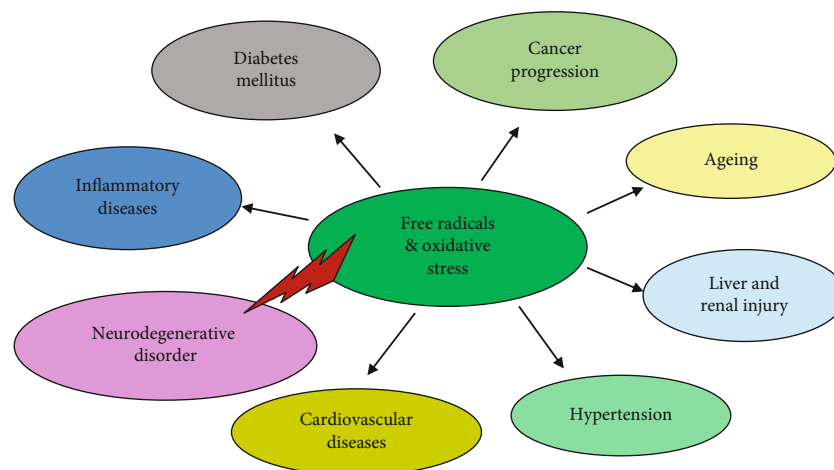 Diabetes
mellitus
Cancer
progression
Ageing
Inflammatory
diseases
Free radicals
& oxidative
stress
Liver and
renal injury
Neurodegenerative
disorder
Cardiovascular
diseases
Hypertension